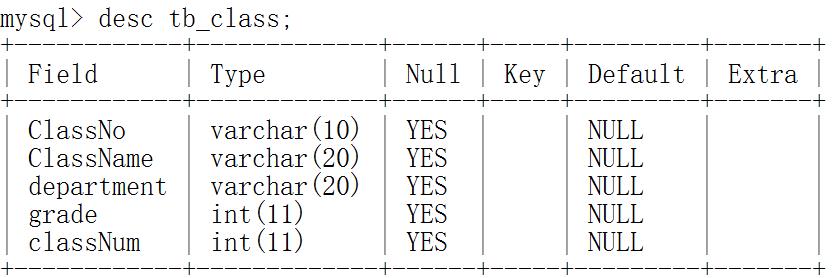 mysql> desc tb_class;
+------------+-------------+------+-----+---------+-------+
| Field      | Type        | Null | Key | Default | Extra |
+------------+-------------+------+-----+---------+-------+
| ClassNo    | varchar(10) | YES  |     | NULL    |       |
| ClassName  | varchar(20) | YES  |     | NULL    |       |
| department | varchar(20) | YES  |     | NULL    |       |
| grade      | int(11)     | YES  |     | NULL    |       |
| classNum   | int(11)     | YES  |     | NULL    |       |
+------------+-------------+------+-----+---------+-------+